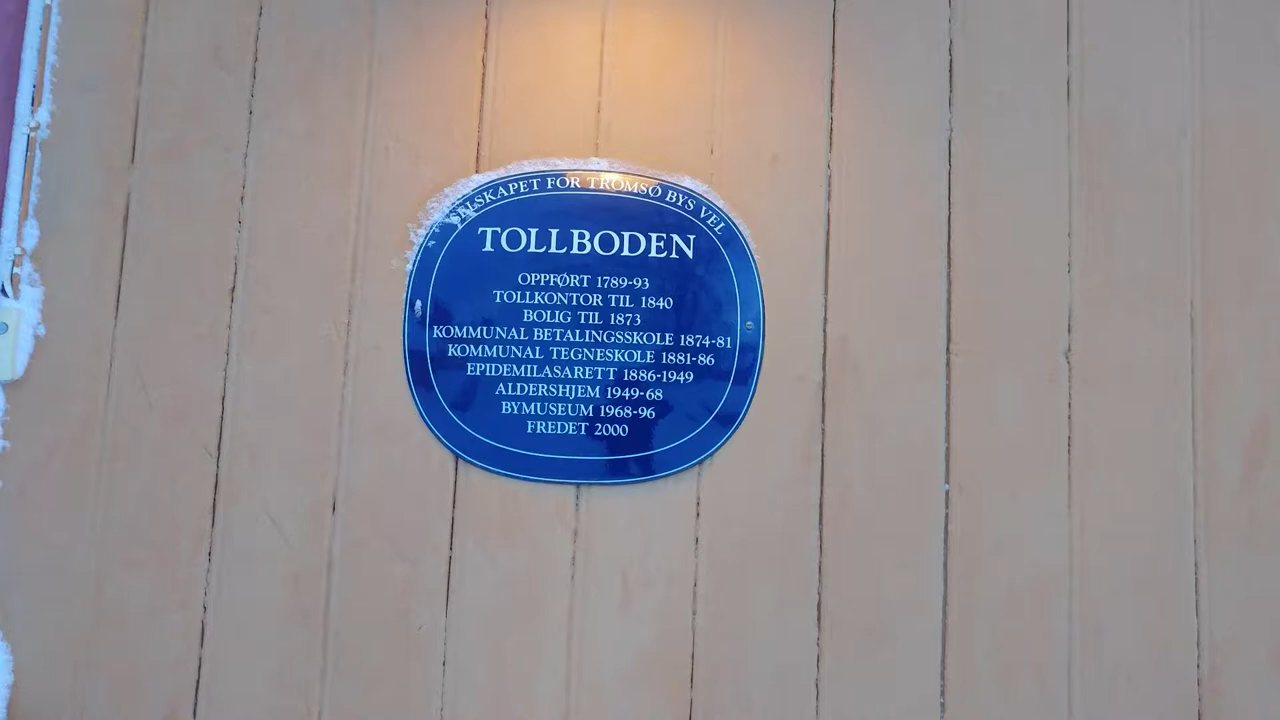 SELSKAPET FOR TROMSØ BYS VEL
TOLLBODEN
OPPFØRT 1789-93
TOLLKONTOR TIL 1840
BOLIG TIL 1873
KOMMUNAL BETALINGSSKOLE 1874-81
KOMMUNAL TEGNESKOLE 1881-86
EPIDEMILASARETT 1886-1949
ALDERSHJEM 1949-68
BYMUSEUM 1968-96
FREDET 2000